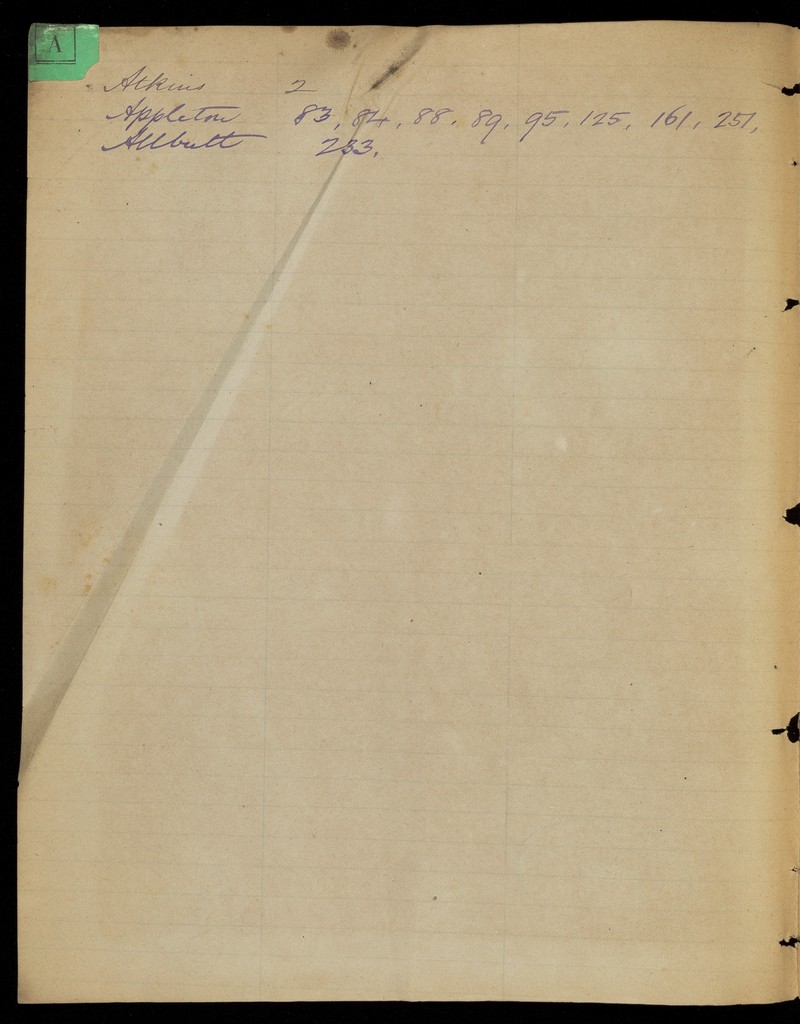 A
Atkins 2
Appleton 83, 84, 88, 89, 95, 125, 161, 251,
Allbutt 233.